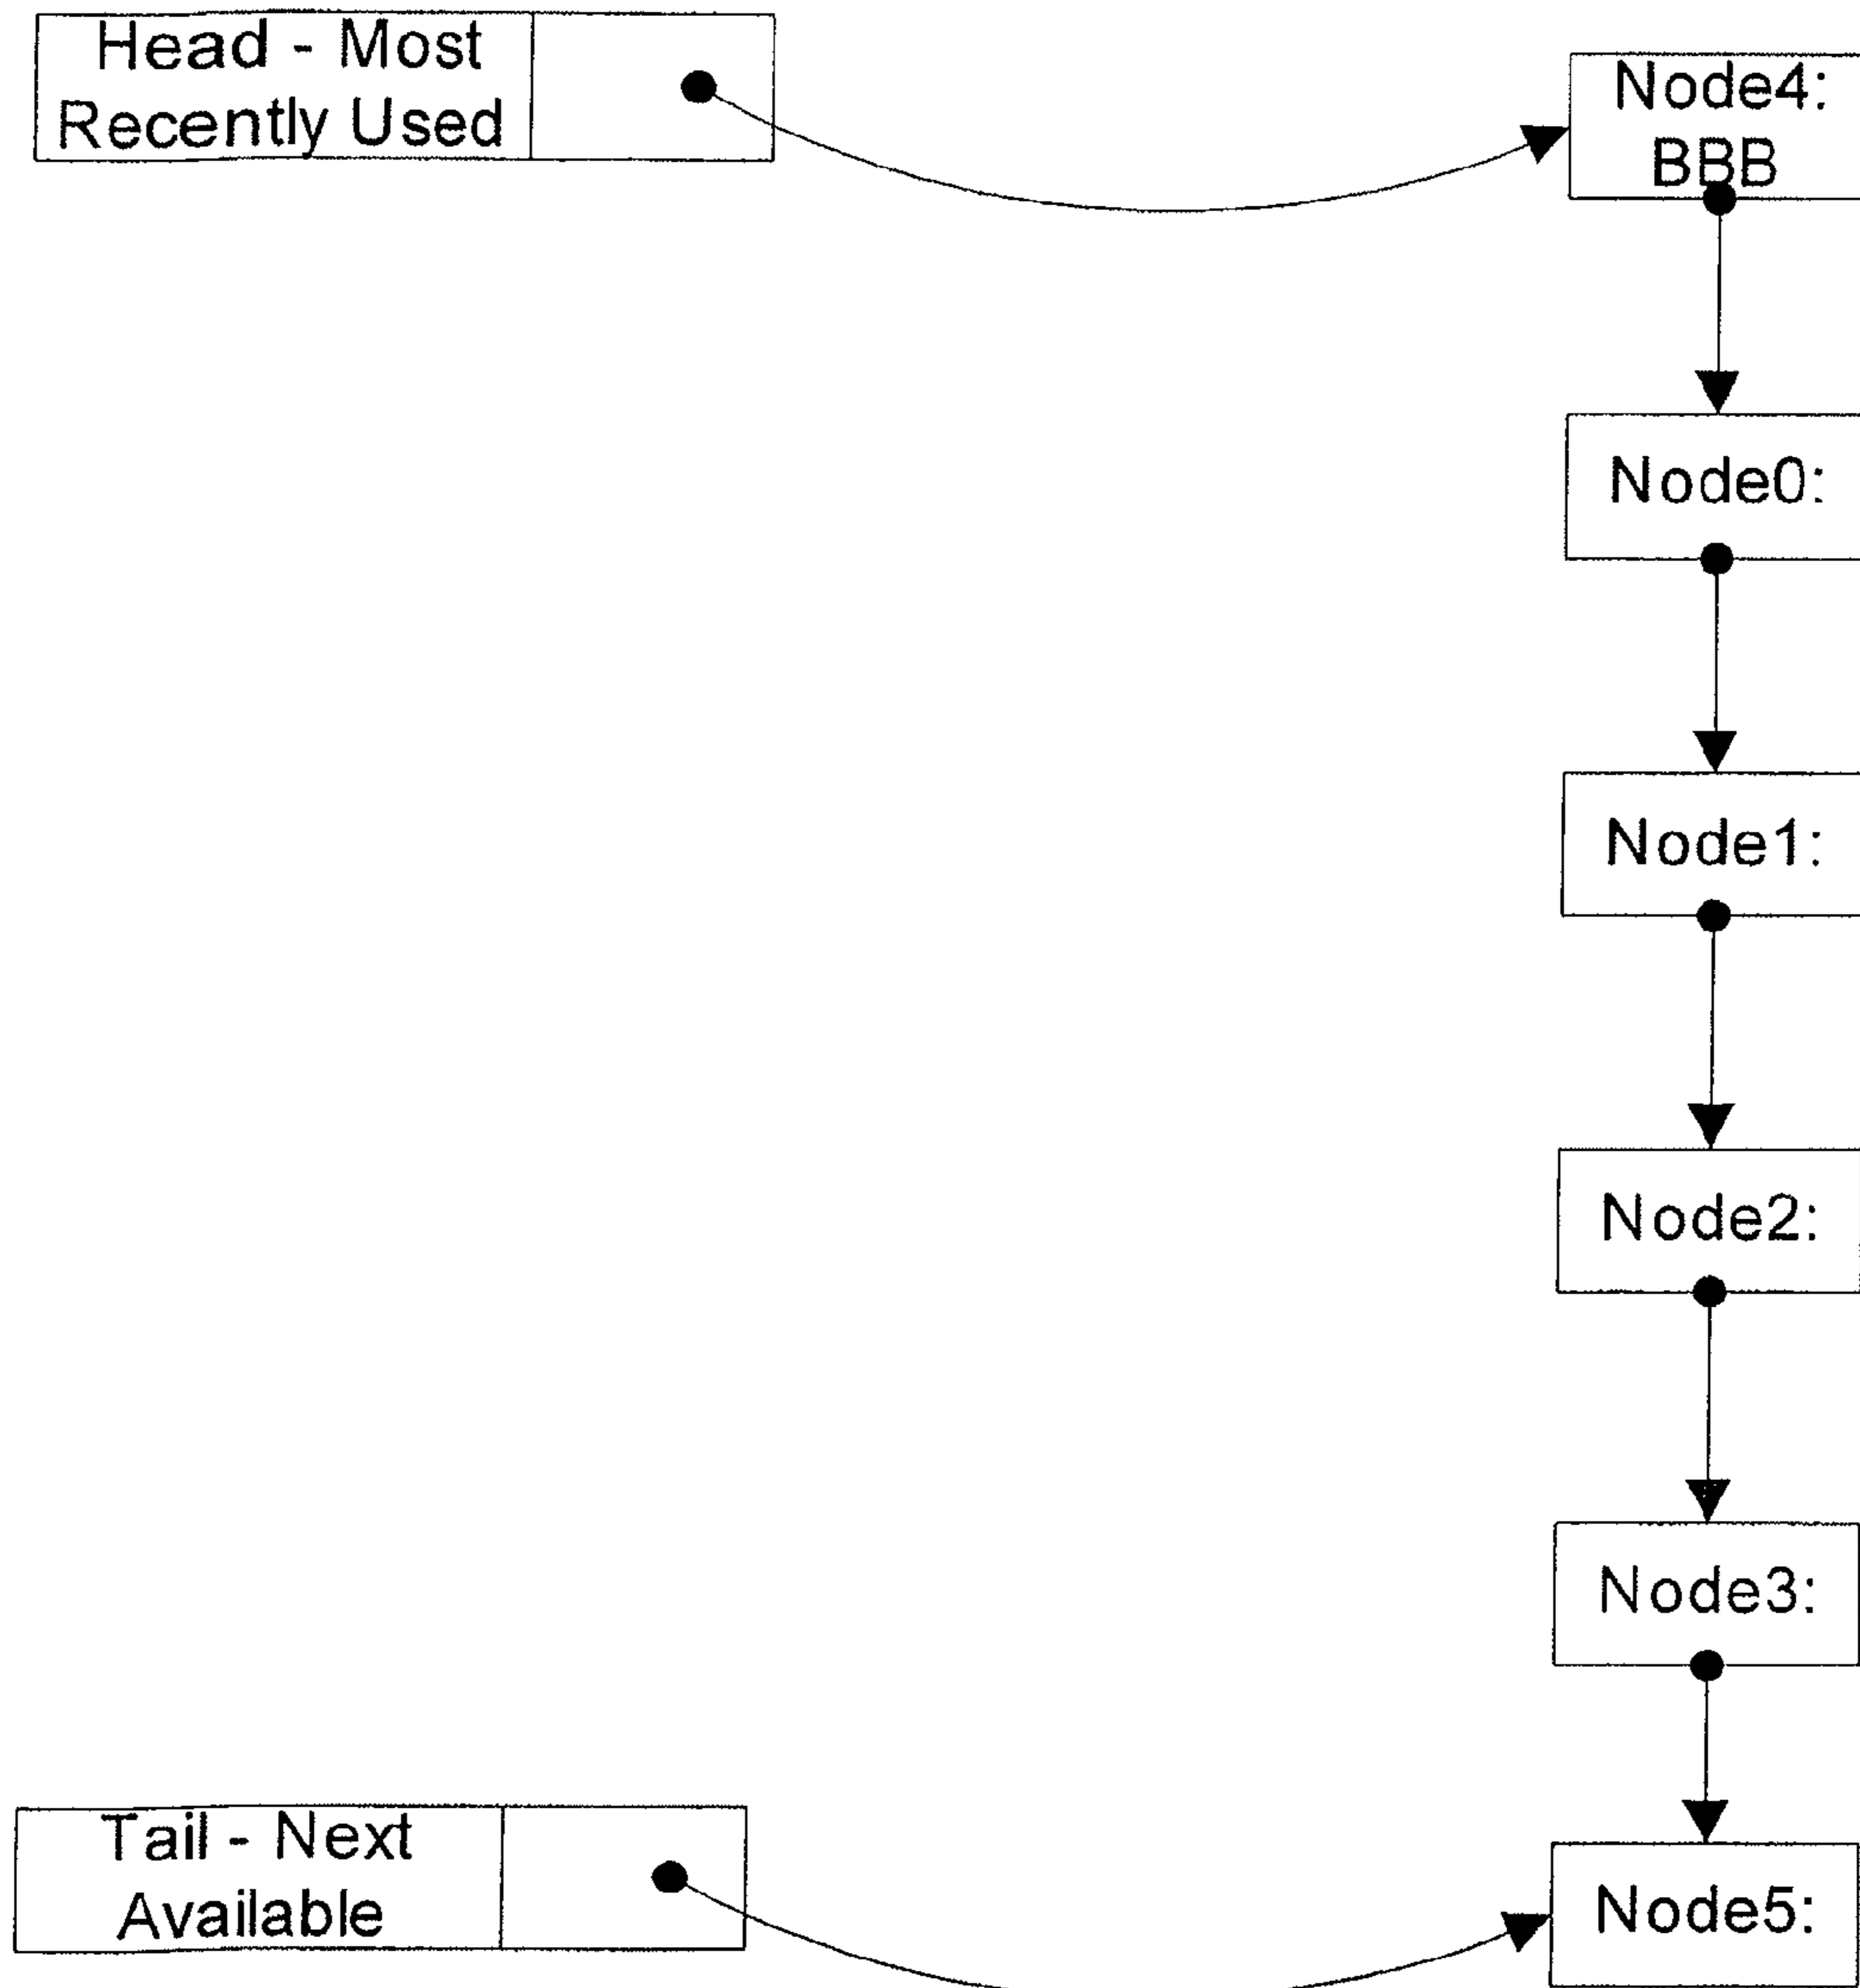 Head - Most
Recently Used
Node4:
BBB
Node0:
Node1:
Node2:
Node3:
Tail - Next
Available
Node5: